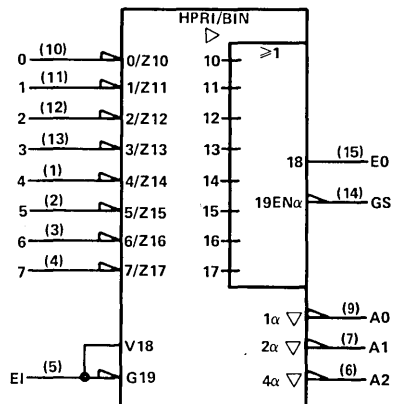 HPRI/BIN
▷
≥1
0 (10) 0/Z10 10
1 (11) 1/Z11 11
2 (12) 2/Z12 12
3 (13) 3/Z13 13 18 (15) E0
4 (1) 4/Z14 14 19ENα (14) GS
5 (2) 5/Z15 15
6 (3) 6/Z16 16
7 (4) 7/Z17 17
1α ▽ (9) A0
V18 2α ▽ (7) A1
EI (5) G19 4α ▽ (6) A2